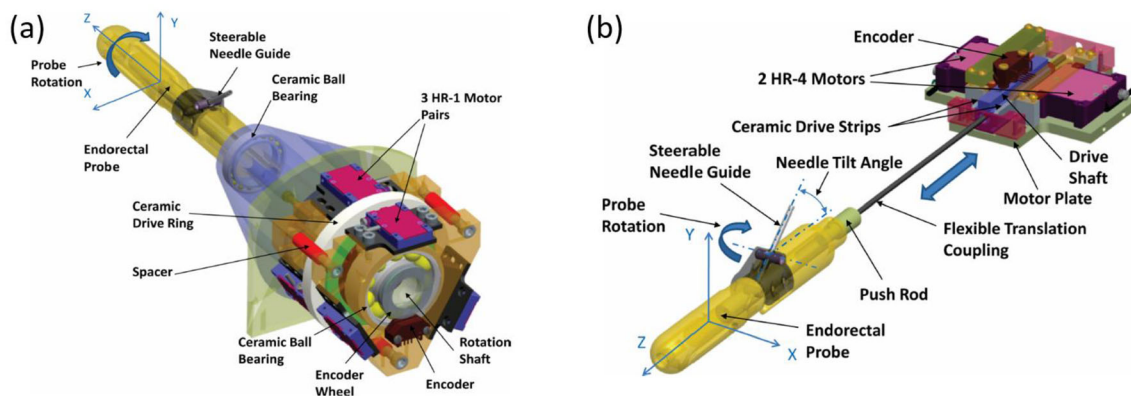 (a)
Z
Y
Steerable
Needle Guide
Probe
Rotation
Ceramic Ball
Bearing
X
3 HR-1 Motor
Pairs
Endorectal
Probe
Ceramic
Drive Ring
Spacer
Ceramic Ball
Bearing
Encoder
Wheel
Encoder
Rotation
Shaft
(b)
Encoder
2 HR-4 Motors
Ceramic Drive Strips
Steerable
Needle Guide
Needle Tilt Angle
Drive
Shaft
Motor Plate
Probe
Rotation
Y
Flexible Translation
Coupling
Push Rod
Z
X
Endorectal
Probe